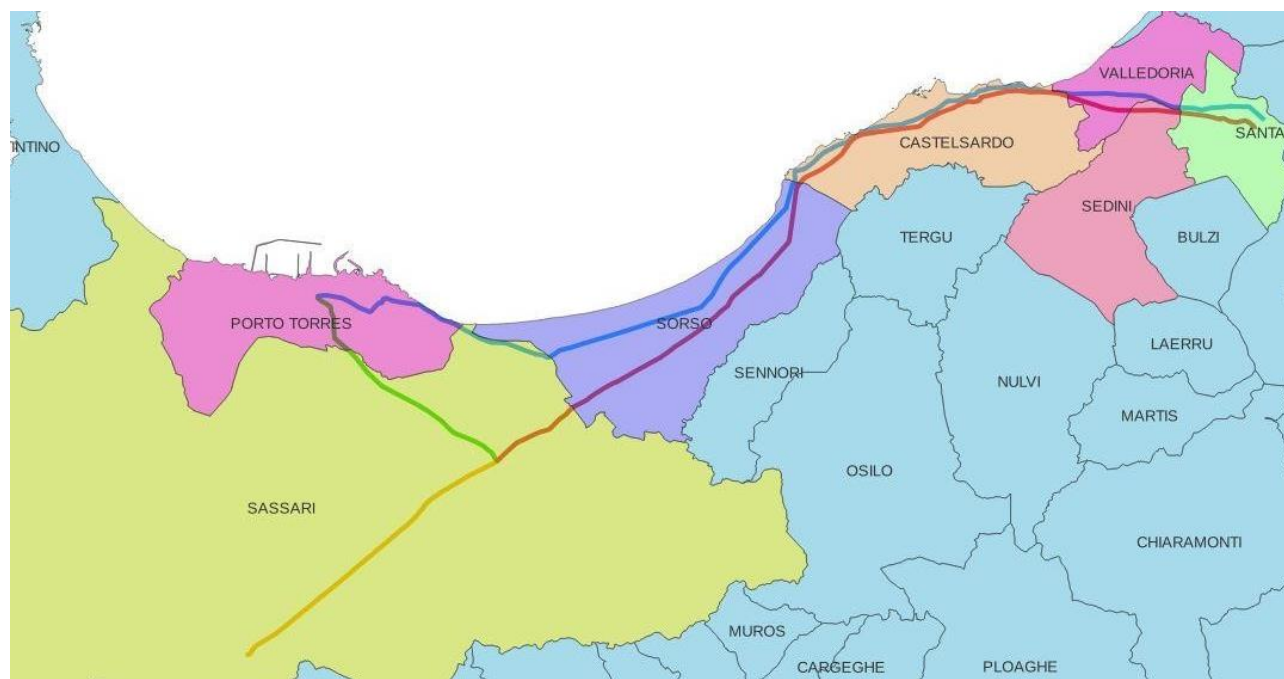 VALLEDORIA
SANTA
NTINO
CASTELSARDO
SEDINI
TERGU
BULZI
PORTO TORRES
SORSO
LAERRU
SENNORI
NULVI
MARTIS
OSILO
SASSARI
CHIARAMONTI
MUROS
CARGEGHE
PLOAGHE